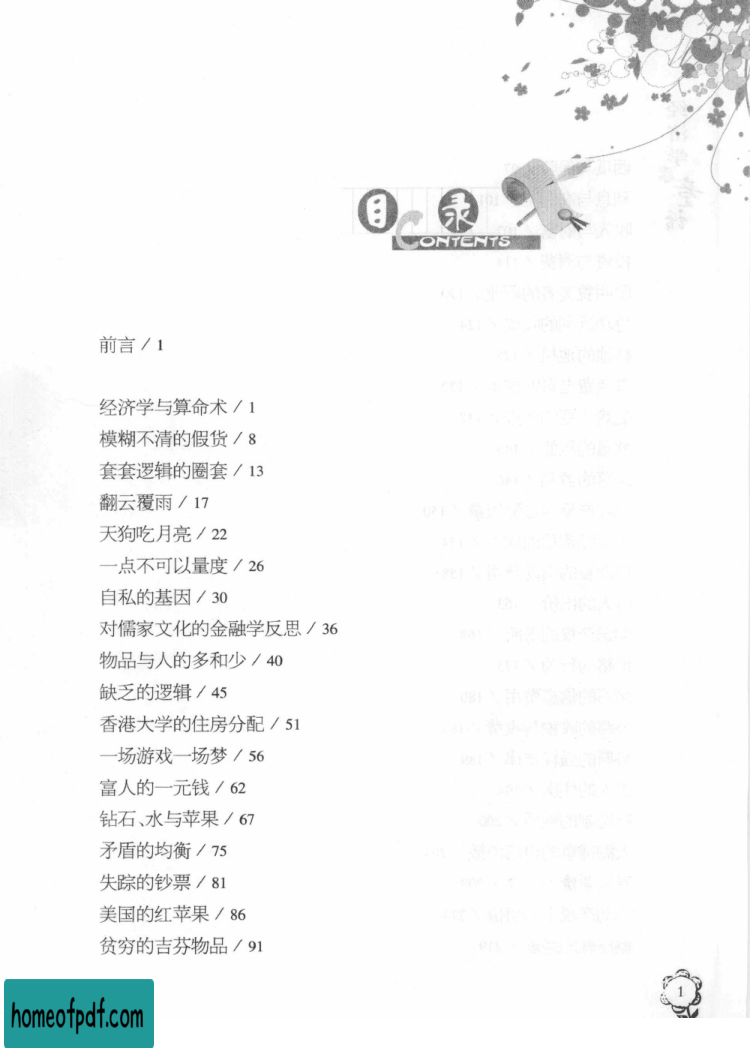 目录
CONTENTS
前言 / 1
经济学与算命术 / 1
模糊不清的假货 / 8
套套逻辑的圈套 / 13
翻云覆雨 / 17
天狗吃月亮 / 22
一点不可以量度 / 26
自私的基因 / 30
对儒家文化的金融学反思 / 36
物品与人的多和少 / 40
缺乏的逻辑 / 45
香港大学的住房分配 / 51
一场游戏一场梦 / 56
富人的一元钱 / 62
钻石、水与苹果 / 67
矛盾的均衡 / 75
失踪的钞票 / 81
美国的红苹果 / 86
贫穷的吉芬物品 / 91
1
homeofpdf.com